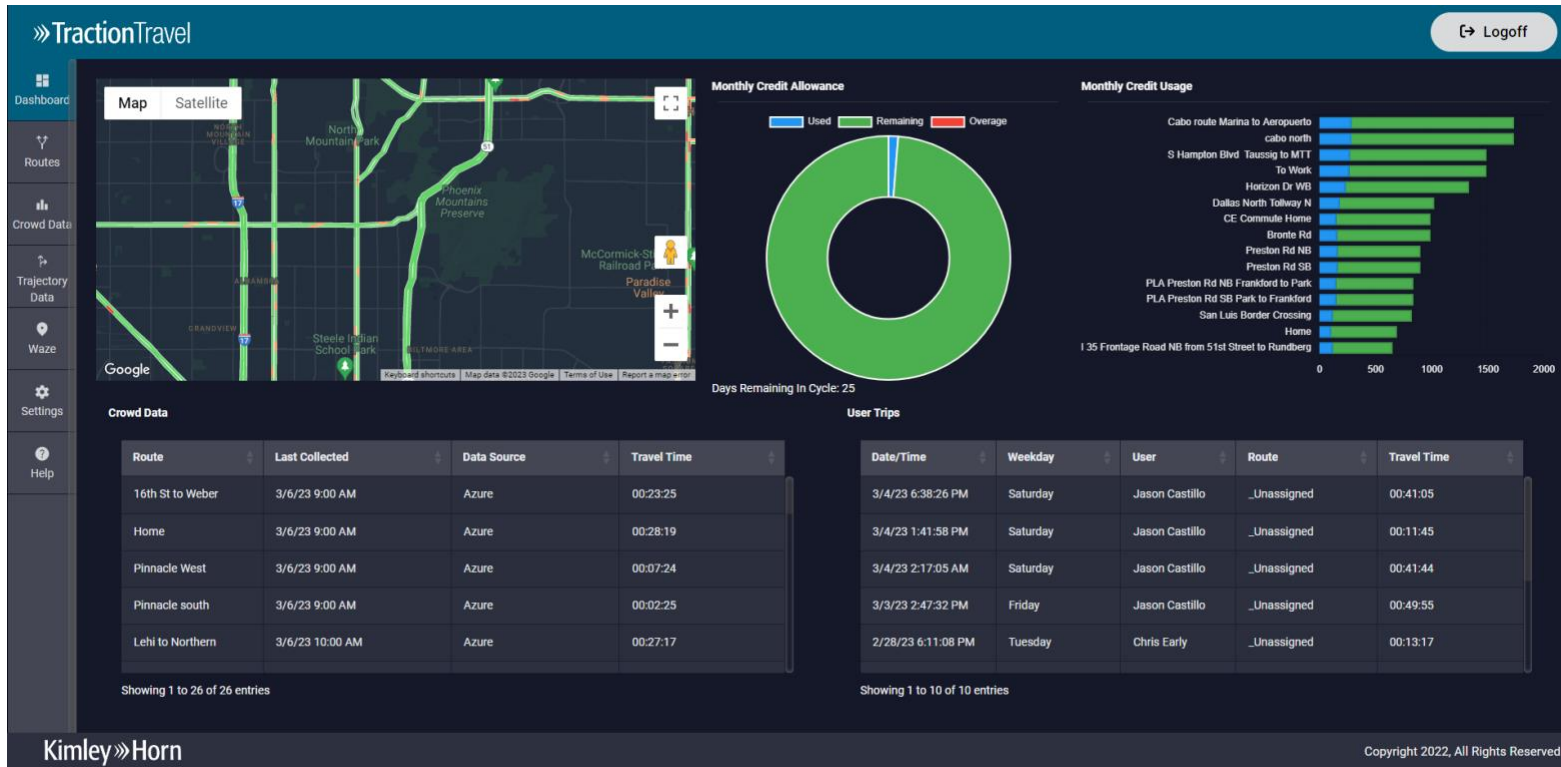 »TractionTravel
Logoff
Dashboard
Routes
Crowd Data
Trajectory
Data
Waze
Settings
Help
Map Satellite
NORTH
MOUNTAIN
VILLAGE
North
Mountain Park
51
17
Phoenix
Mountains
Preserve
McCormick-St
Railroad P
Paradise
Valley
ALHAMBRA
GRANDVIEW
17
Steele Indian
School Park
BILTMORE AREA
Google
Keyboard shortcuts Map data ©2023 Google Terms of Use Report a map error
Monthly Credit Allowance
Used Remaining Overage
Days Remaining In Cycle: 25
Monthly Credit Usage
Cabo route Marina to Aeropuerto
cabo north
S Hampton Blvd Taussig to MTT
To Work
Horizon Dr WB
Dallas North Tollway N
CE Commute Home
Bronte Rd
Preston Rd NB
Preston Rd SB
PLA Preston Rd NB Frankford to Park
PLA Preston Rd SB Park to Frankford
San Luis Border Crossing
Home
I 35 Frontage Road NB from 51st Street to Rundberg
0 500 1000 1500 2000
Crowd Data
Route Last Collected Data Source Travel Time
16th St to Weber 3/6/23 9:00 AM Azure 00:23:25
Home 3/6/23 9:00 AM Azure 00:28:19
Pinnacle West 3/6/23 9:00 AM Azure 00:07:24
Pinnacle south 3/6/23 9:00 AM Azure 00:02:25
Lehi to Northern 3/6/23 10:00 AM Azure 00:27:17
Showing 1 to 26 of 26 entries
User Trips
Date/Time Weekday User Route Travel Time
3/4/23 6:38:26 PM Saturday Jason Castillo _Unassigned 00:41:05
3/4/23 1:41:58 PM Saturday Jason Castillo _Unassigned 00:11:45
3/4/23 2:17:05 AM Saturday Jason Castillo _Unassigned 00:41:44
3/3/23 2:47:32 PM Friday Jason Castillo _Unassigned 00:49:55
2/28/23 6:11:08 PM Tuesday Chris Early _Unassigned 00:13:17
Showing 1 to 10 of 10 entries
Kimley»Horn
Copyright 2022, All Rights Reserved